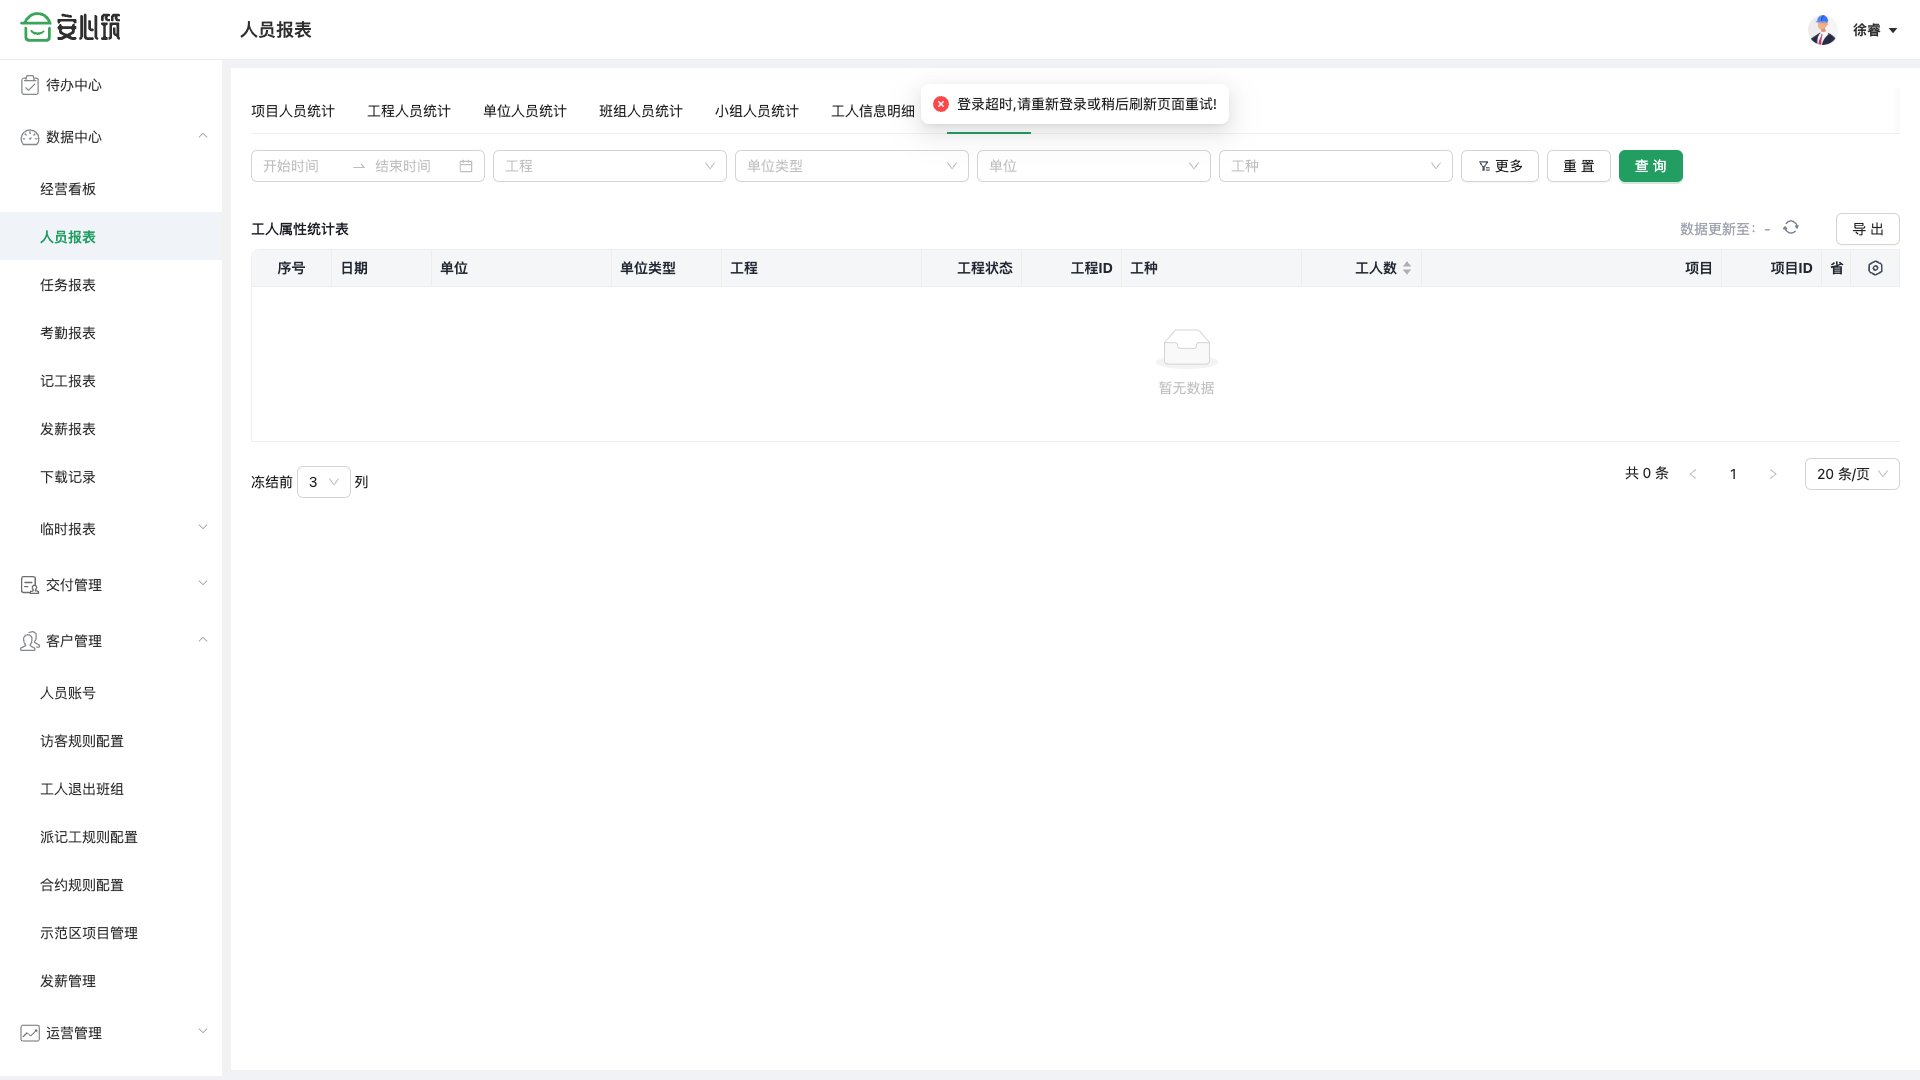 安心筑
人员报表
徐睿
待办中心
数据中心
经营看板
人员报表
任务报表
考勤报表
记工报表
发薪报表
下载记录
临时报表
交付管理
客户管理
人员账号
访客规则配置
工人退出班组
派记工规则配置
合约规则配置
示范区项目管理
发薪管理
运营管理
项目人员统计 工程人员统计 单位人员统计 班组人员统计 小组人员统计 工人信息明细
登录超时,请重新登录或稍后刷新页面重试!
开始时间 结束时间 工程 单位类型 单位 工种 更多 重 置 查 询
工人属性统计表 数据更新至: - 导 出
序号 日期 单位 单位类型 工程 工程状态 工程ID 工种 工人数 项目 项目ID 省
暂无数据
冻结前 3 列 共 0 条 1 20 条/页